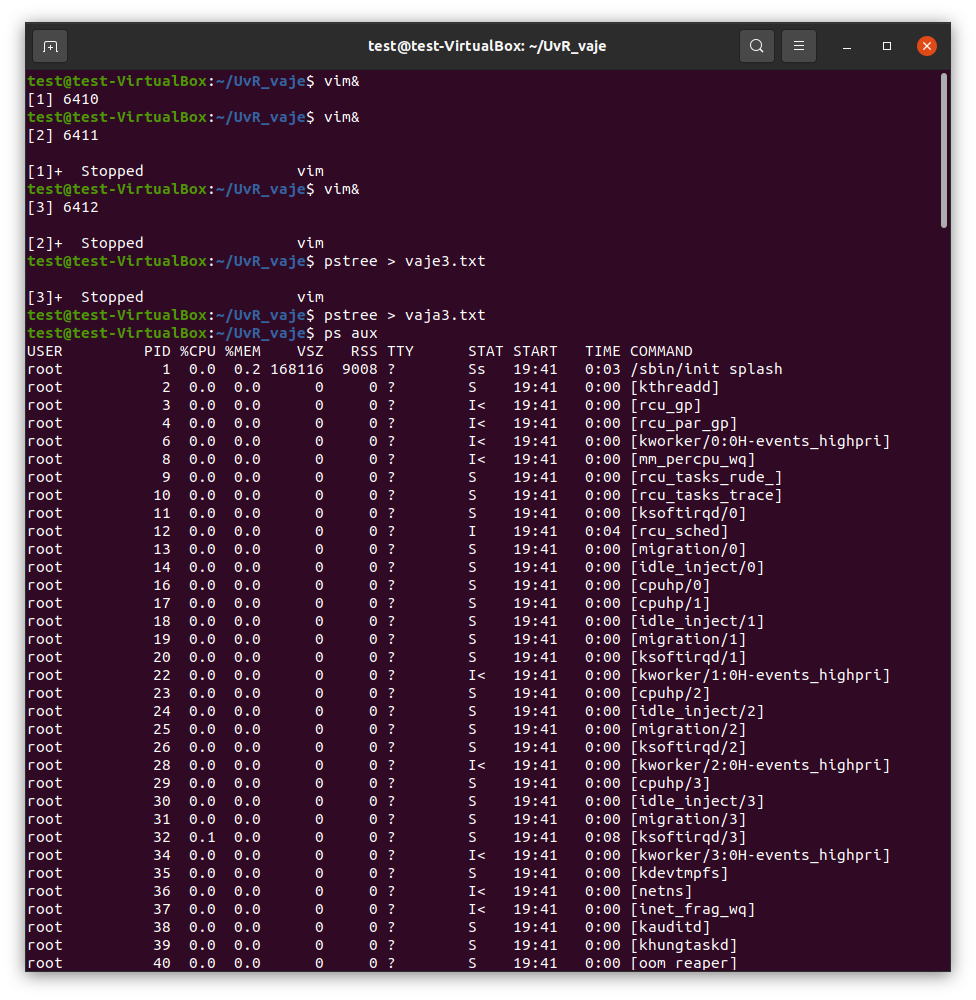 test@test-VirtualBox: ~/UvR_vaje
test@test-VirtualBox:~/UvR_vaje$ vim&
[1] 6410
test@test-VirtualBox:~/UvR_vaje$ vim&
[2] 6411
[1]+  Stopped                 vim
test@test-VirtualBox:~/UvR_vaje$ vim&
[3] 6412
[2]+  Stopped                 vim
test@test-VirtualBox:~/UvR_vaje$ pstree > vaje3.txt
[3]+  Stopped                 vim
test@test-VirtualBox:~/UvR_vaje$ pstree > vaja3.txt
test@test-VirtualBox:~/UvR_vaje$ ps aux
USER         PID %CPU %MEM    VSZ   RSS TTY      STAT START   TIME COMMAND
root           1  0.0  0.2 168116  9008 ?        Ss   19:41   0:03 /sbin/init splash
root           2  0.0  0.0      0     0 ?        S    19:41   0:00 [kthreadd]
root           3  0.0  0.0      0     0 ?        I<   19:41   0:00 [rcu_gp]
root           4  0.0  0.0      0     0 ?        I<   19:41   0:00 [rcu_par_gp]
root           6  0.0  0.0      0     0 ?        I<   19:41   0:00 [kworker/0:0H-events_highpri]
root           8  0.0  0.0      0     0 ?        I<   19:41   0:00 [mm_percpu_wq]
root           9  0.0  0.0      0     0 ?        S    19:41   0:00 [rcu_tasks_rude_]
root          10  0.0  0.0      0     0 ?        S    19:41   0:00 [rcu_tasks_trace]
root          11  0.0  0.0      0     0 ?        S    19:41   0:00 [ksoftirqd/0]
root          12  0.0  0.0      0     0 ?        I    19:41   0:04 [rcu_sched]
root          13  0.0  0.0      0     0 ?        S    19:41   0:00 [migration/0]
root          14  0.0  0.0      0     0 ?        S    19:41   0:00 [idle_inject/0]
root          16  0.0  0.0      0     0 ?        S    19:41   0:00 [cpuhp/0]
root          17  0.0  0.0      0     0 ?        S    19:41   0:00 [cpuhp/1]
root          18  0.0  0.0      0     0 ?        S    19:41   0:00 [idle_inject/1]
root          19  0.0  0.0      0     0 ?        S    19:41   0:00 [migration/1]
root          20  0.0  0.0      0     0 ?        S    19:41   0:00 [ksoftirqd/1]
root          22  0.0  0.0      0     0 ?        I<   19:41   0:00 [kworker/1:0H-events_highpri]
root          23  0.0  0.0      0     0 ?        S    19:41   0:00 [cpuhp/2]
root          24  0.0  0.0      0     0 ?        S    19:41   0:00 [idle_inject/2]
root          25  0.0  0.0      0     0 ?        S    19:41   0:00 [migration/2]
root          26  0.0  0.0      0     0 ?        S    19:41   0:00 [ksoftirqd/2]
root          28  0.0  0.0      0     0 ?        I<   19:41   0:00 [kworker/2:0H-events_highpri]
root          29  0.0  0.0      0     0 ?        S    19:41   0:00 [cpuhp/3]
root          30  0.0  0.0      0     0 ?        S    19:41   0:00 [idle_inject/3]
root          31  0.0  0.0      0     0 ?        S    19:41   0:00 [migration/3]
root          32  0.1  0.0      0     0 ?        S    19:41   0:08 [ksoftirqd/3]
root          34  0.0  0.0      0     0 ?        I<   19:41   0:00 [kworker/3:0H-events_highpri]
root          35  0.0  0.0      0     0 ?        S    19:41   0:00 [kdevtmpfs]
root          36  0.0  0.0      0     0 ?        I<   19:41   0:00 [netns]
root          37  0.0  0.0      0     0 ?        I<   19:41   0:00 [inet_frag_wq]
root          38  0.0  0.0      0     0 ?        S    19:41   0:00 [kauditd]
root          39  0.0  0.0      0     0 ?        S    19:41   0:00 [khungtaskd]
root          40  0.0  0.0      0     0 ?        S    19:41   0:00 [oom_reaper]